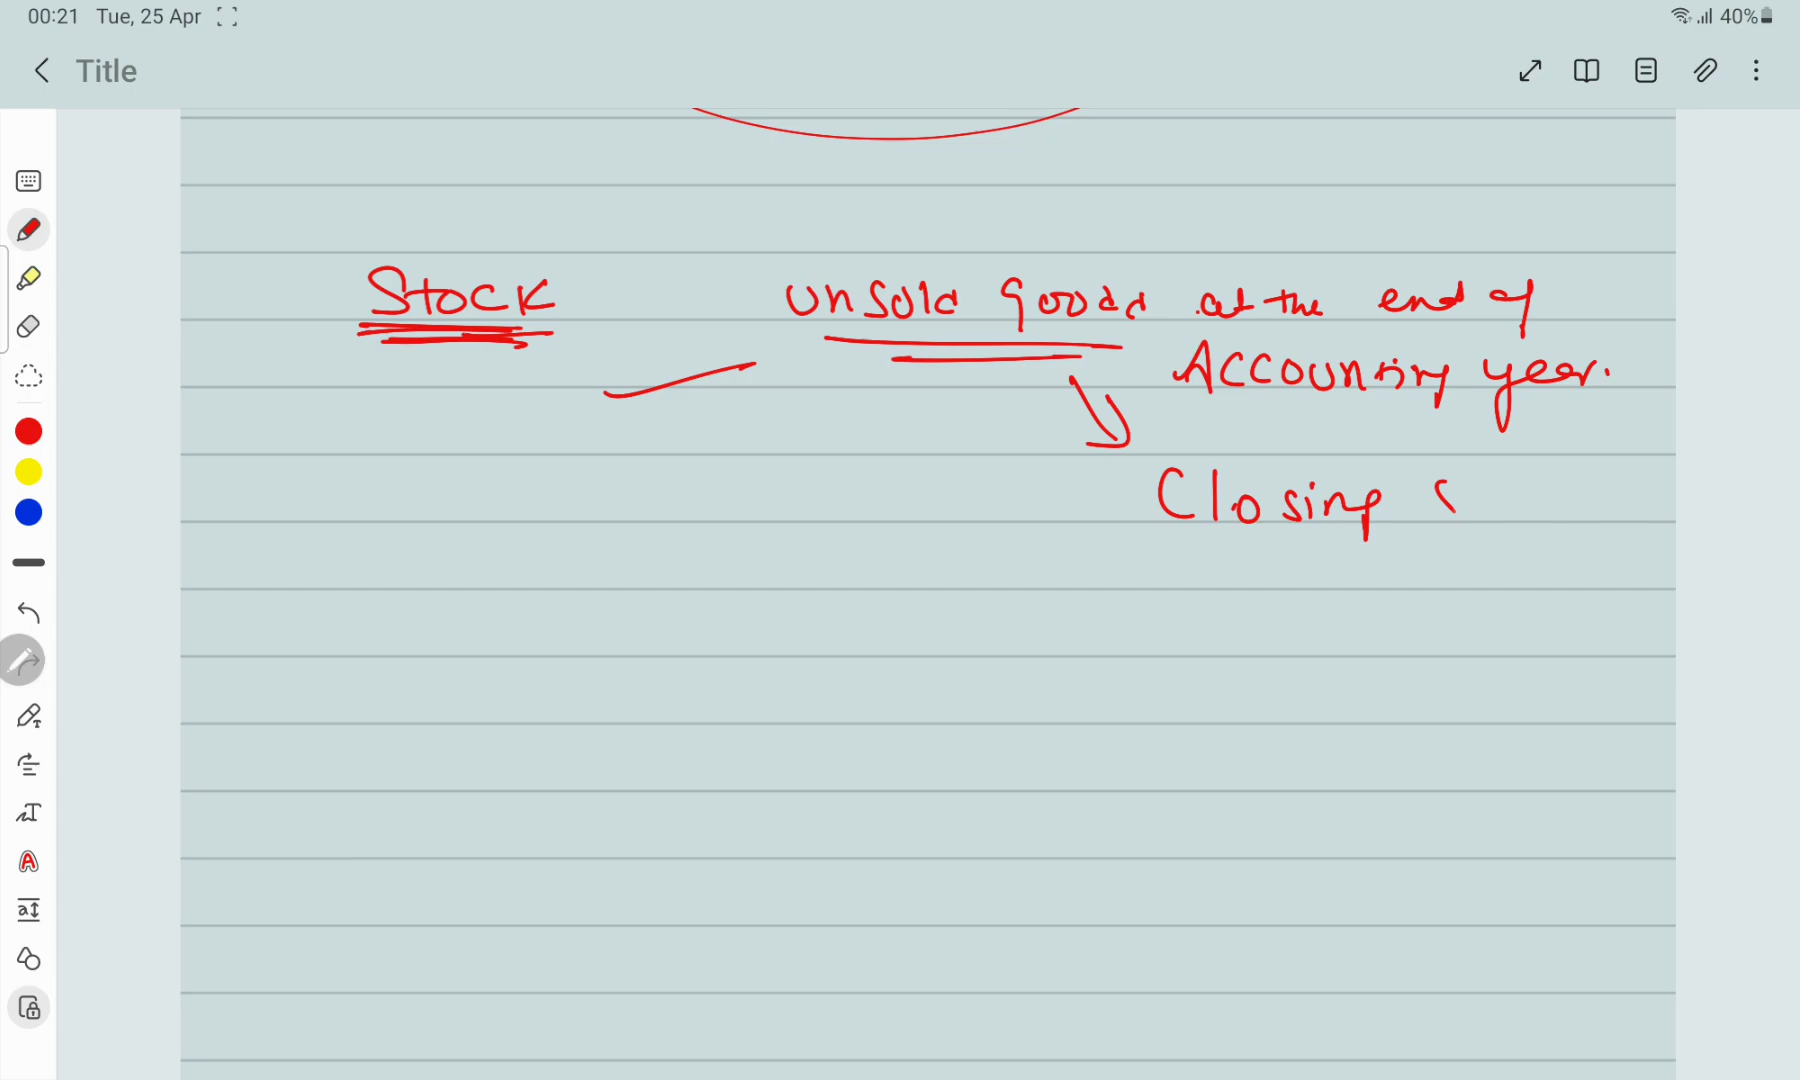 00:21 Tue, 25 Apr 40%
Title
Stock unsold goods at the end of
Accounting year.
Closing